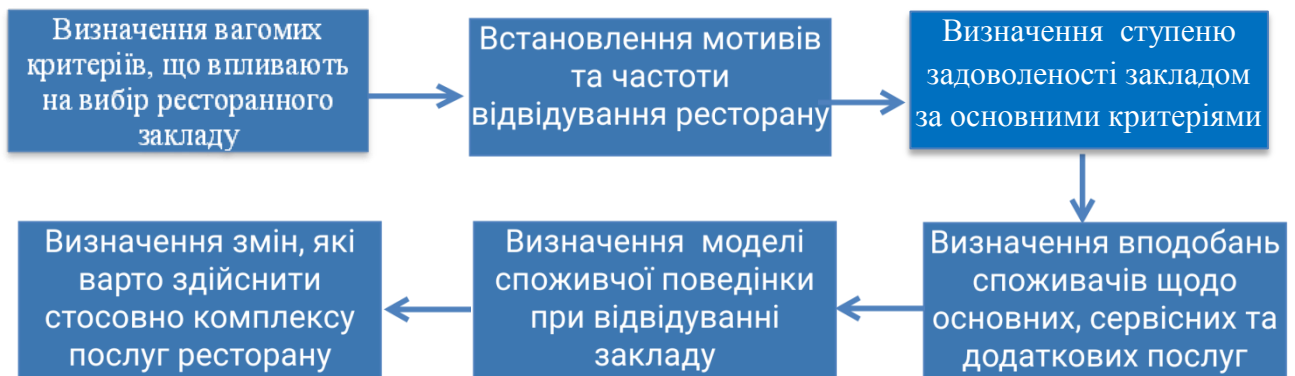 Визначення вагомих
критеріїв, що впливають
на вибір ресторанного
закладу
Встановлення мотивів
та частоти
відвідування ресторану
Визначення ступеню
задоволеності закладом
за основними критеріями
Визначення вподобань
споживачів щодо
основних, сервісних та
додаткових послуг
Визначення моделі
споживчої поведінки
при відвідуванні
закладу
Визначення змін, які
варто здійснити
стосовно комплексу
послуг ресторану